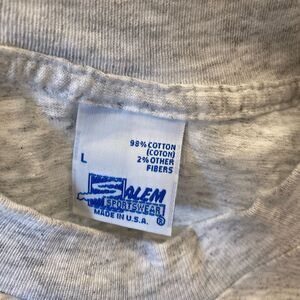 98% COTTON
(COTON)
2% OTHER
FIBERS
L
SALEM
SPORTSWEAR
®
MADE IN U.S.A.